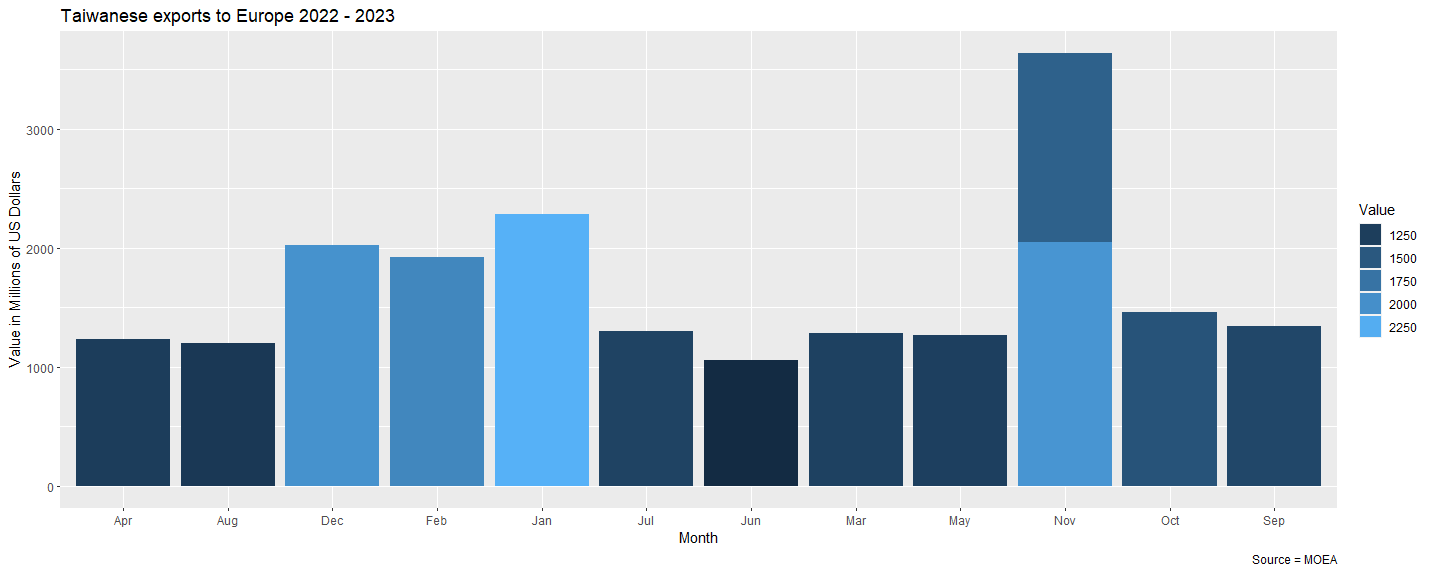 Taiwanese exports to Europe 2022 - 2023
Value in Millions of US Dollars
3000
2000
1000
0
Apr Aug Dec Feb Jan Jul Jun Mar May Nov Oct Sep
Month
Value
1250
1500
1750
2000
2250
Source = MOEA